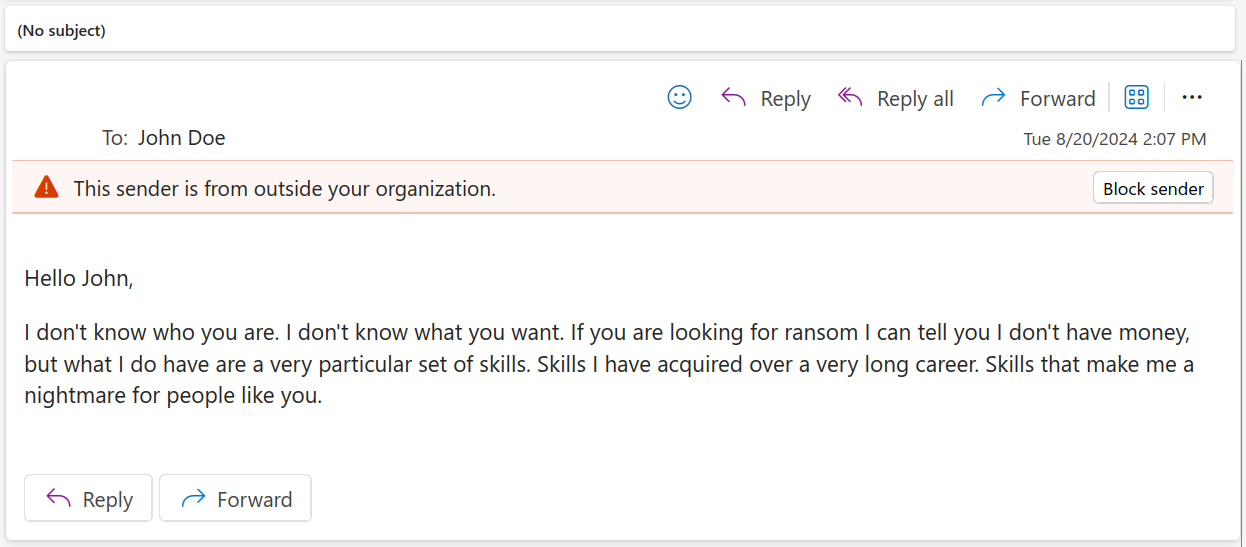 (No subject)
Reply Reply all Forward
To: John Doe
Tue 8/20/2024 2:07 PM
This sender is from outside your organization.
Block sender
Hello John,
I don't know who you are. I don't know what you want. If you are looking for ransom I can tell you I don't have money,
but what I do have are a very particular set of skills. Skills I have acquired over a very long career. Skills that make me a
nightmare for people like you.
Reply Forward